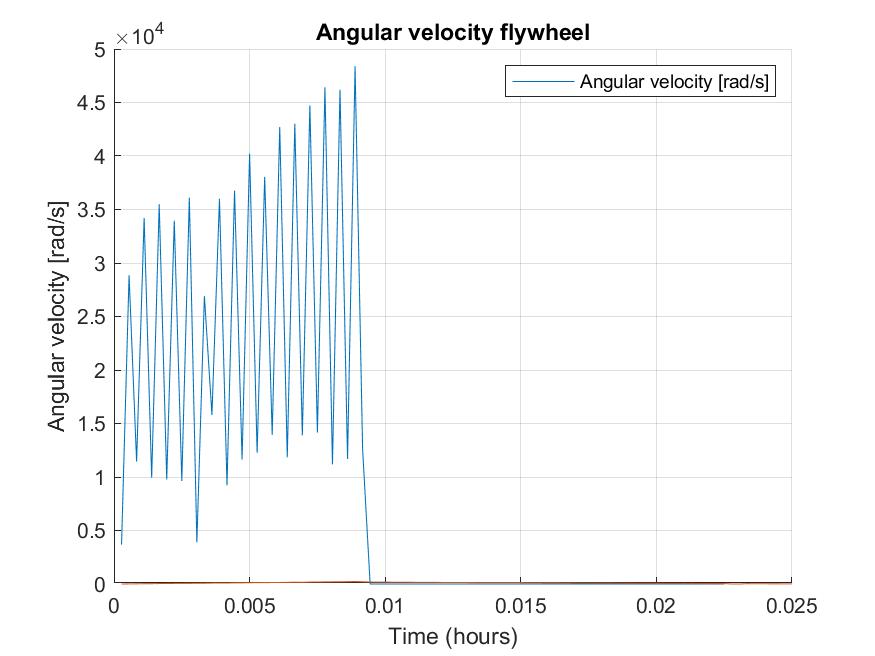 Angular velocity flywheel
×10⁴
Angular velocity [rad/s]
5
4.5
4
3.5
3
2.5
2
1.5
1
0.5
0
Angular velocity [rad/s]
0 0.005 0.01 0.015 0.02 0.025
Time (hours)